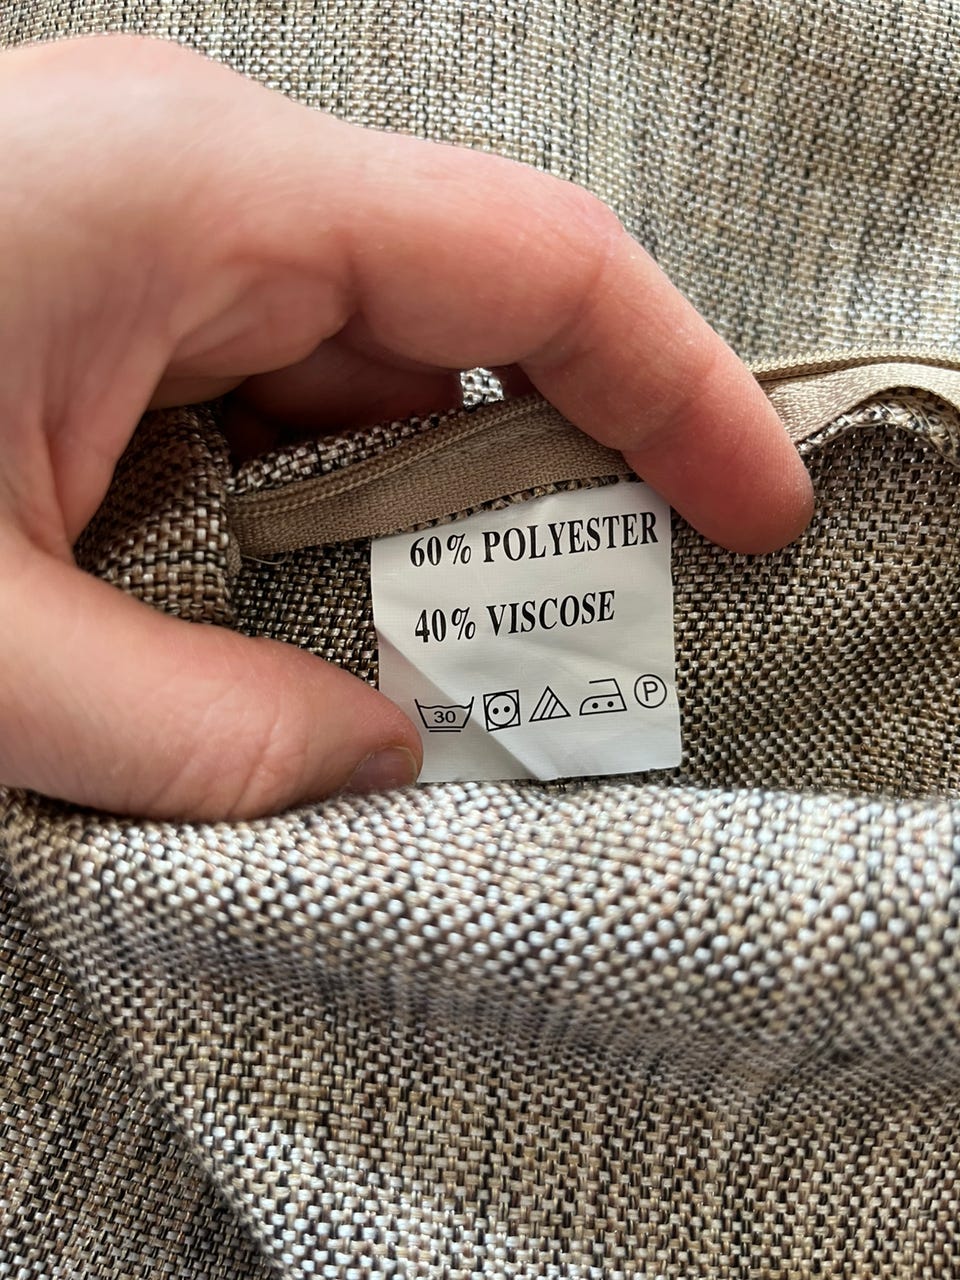 60% POLYESTER
40% VISCOSE
30 P